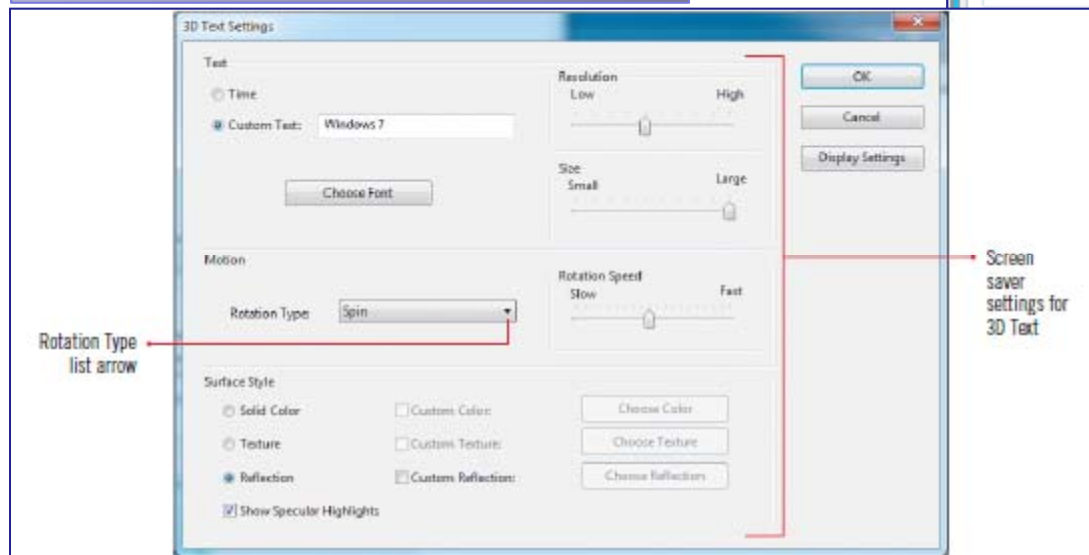 3D Text Settings
Text
Time
Custom Text: Windows 7
Choose Font
Resolution
Low High
Size
Small Large
OK
Cancel
Display Settings
Motion
Rotation Type: Spin
Rotation Speed
Slow Fast
Rotation Type
list arrow
Screen
saver
settings for
3D Text
Surface Style
Solid Color Custom Color: Choose Color
Texture Custom Texture: Choose Texture
Reflection Custom Reflection: Choose Reflection
Show Specular Highlights